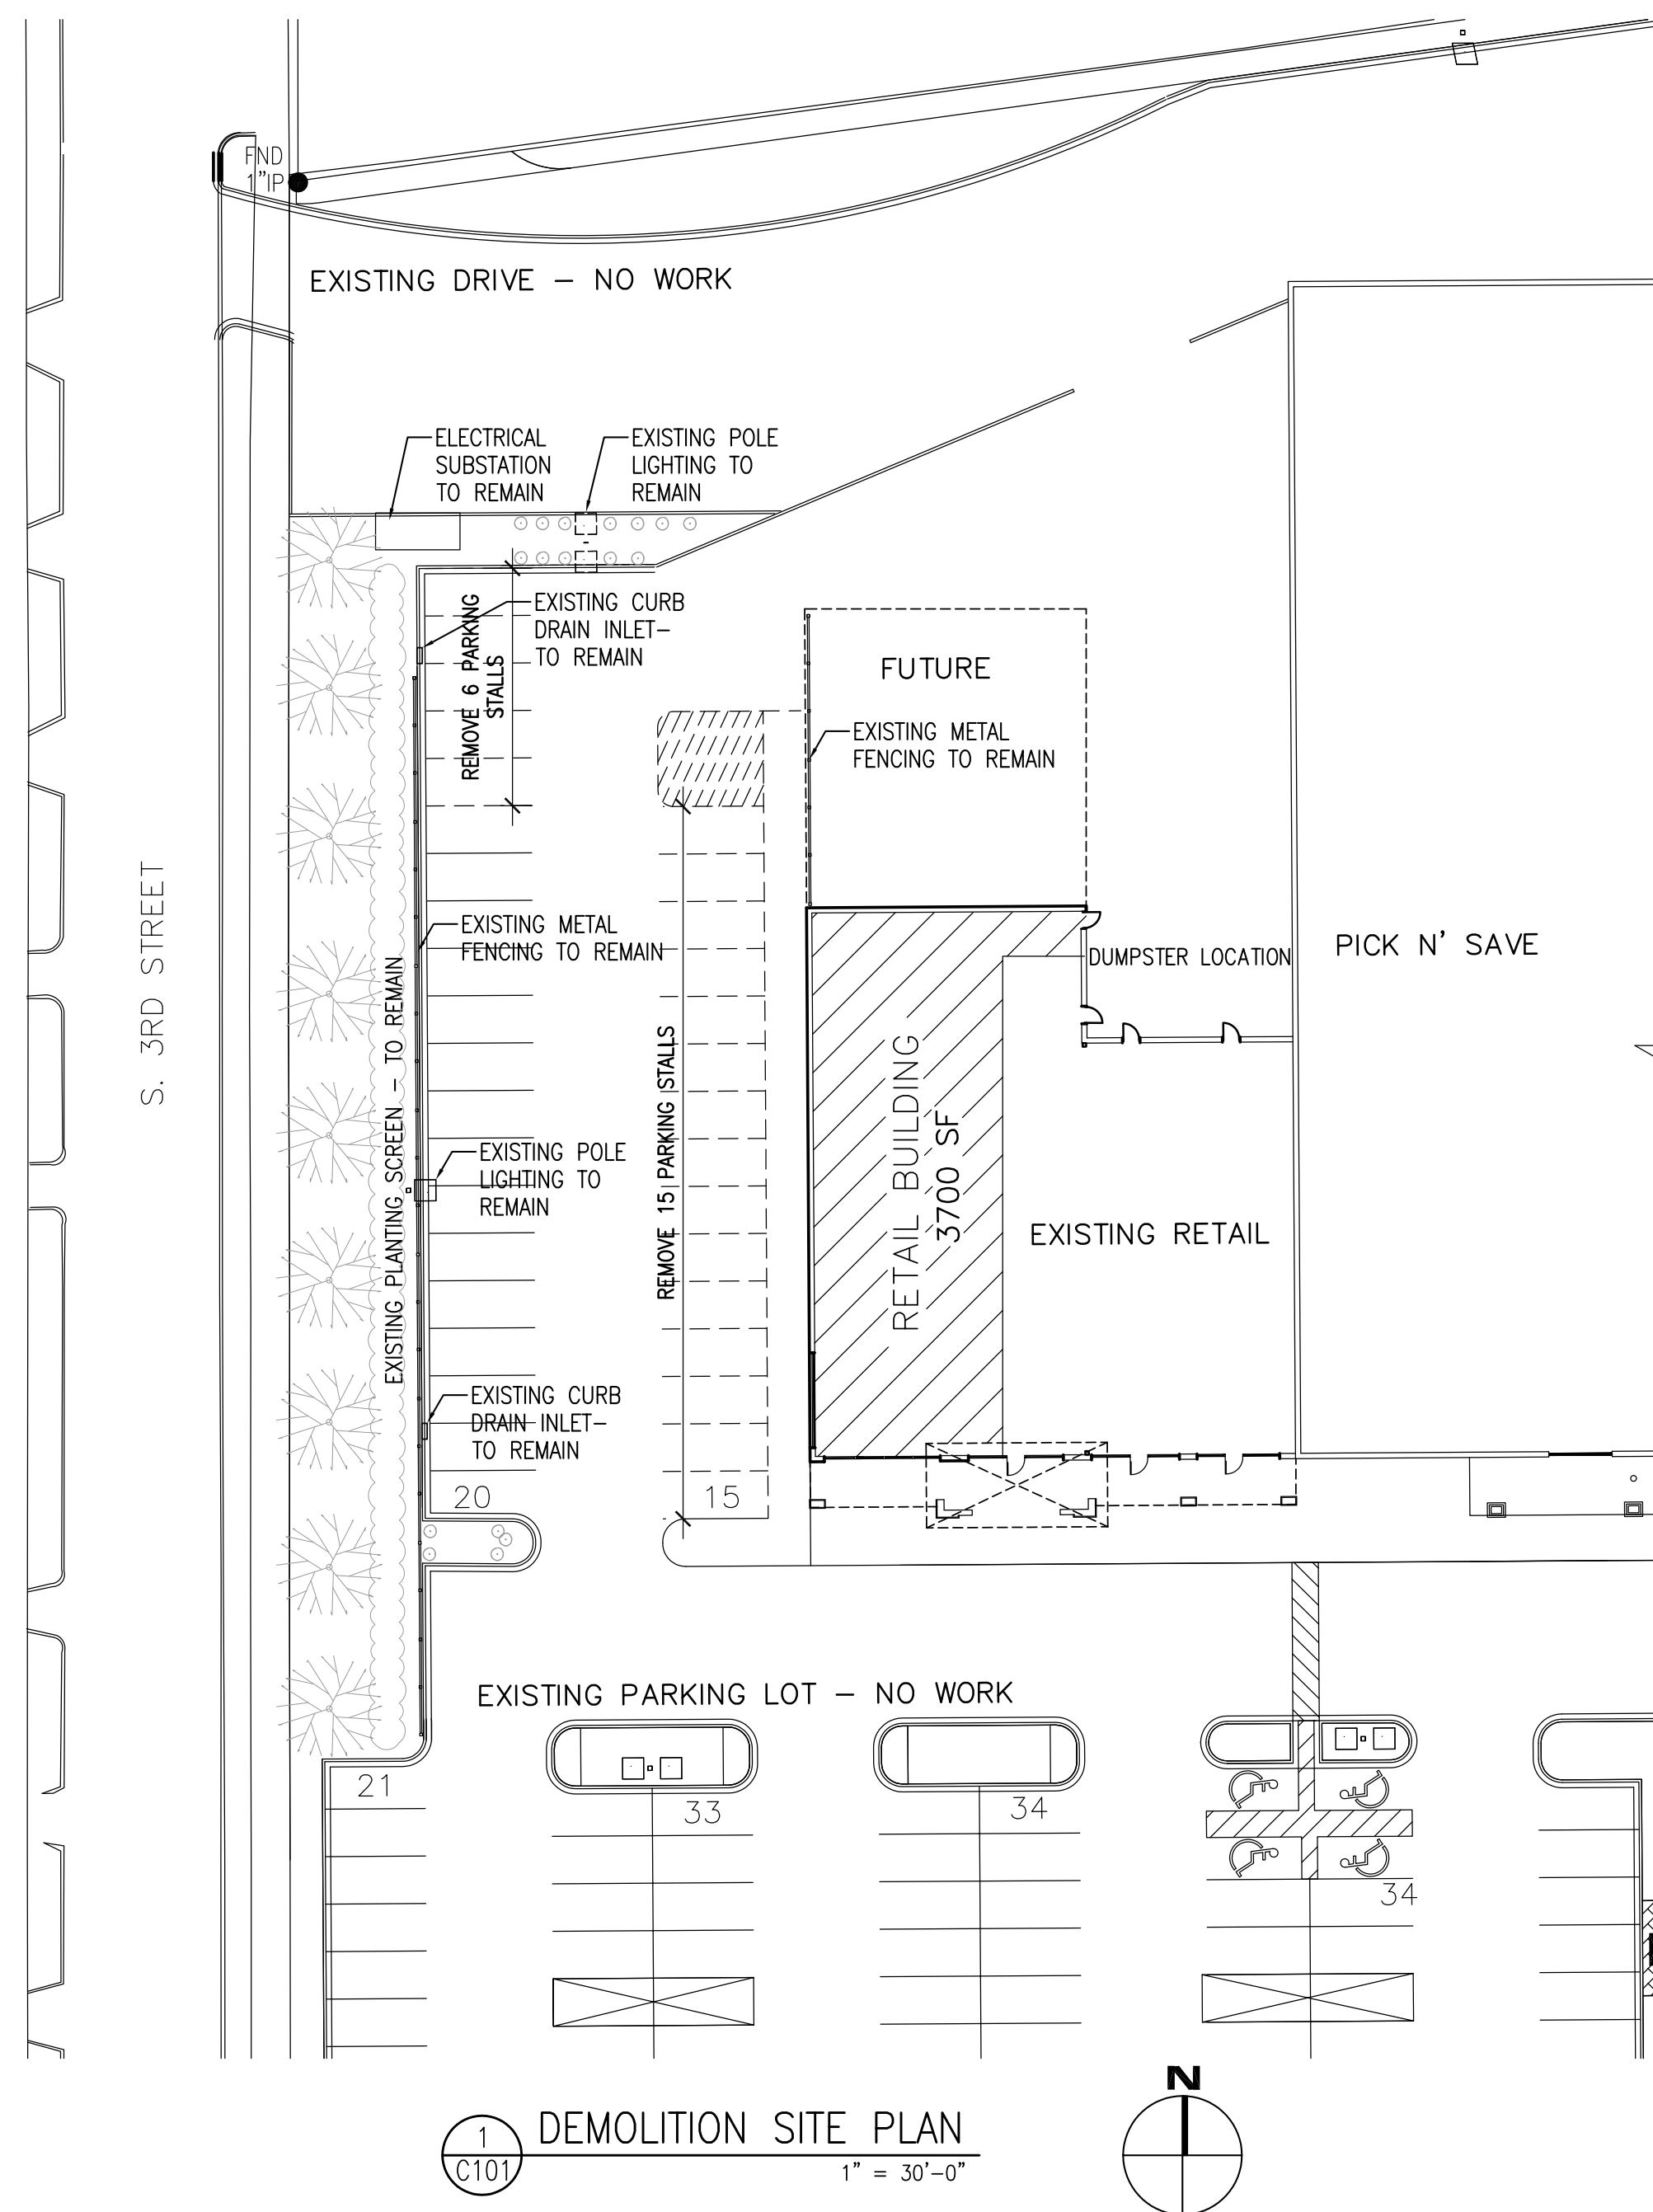 FND
1"IP
EXISTING DRIVE – NO WORK
ELECTRICAL
SUBSTATION
TO REMAIN
EXISTING POLE
LIGHTING TO
REMAIN
REMOVE 6 PARKING
STALLS
EXISTING CURB
DRAIN INLET–
TO REMAIN
FUTURE
EXISTING METAL
FENCING TO REMAIN
S. 3RD STREET
EXISTING METAL
FENCING TO REMAIN
DUMPSTER LOCATION
PICK N' SAVE
EXISTING PLANTING SCREEN – TO REMAIN
REMOVE 15 PARKING STALLS
RETAIL BUILDING
3700 SF
EXISTING POLE
LIGHTING TO
REMAIN
EXISTING RETAIL
EXISTING CURB
DRAIN INLET–
TO REMAIN
20
15
EXISTING PARKING LOT – NO WORK
21
33
34
34
N
1
C101
DEMOLITION SITE PLAN
1" = 30'-0"